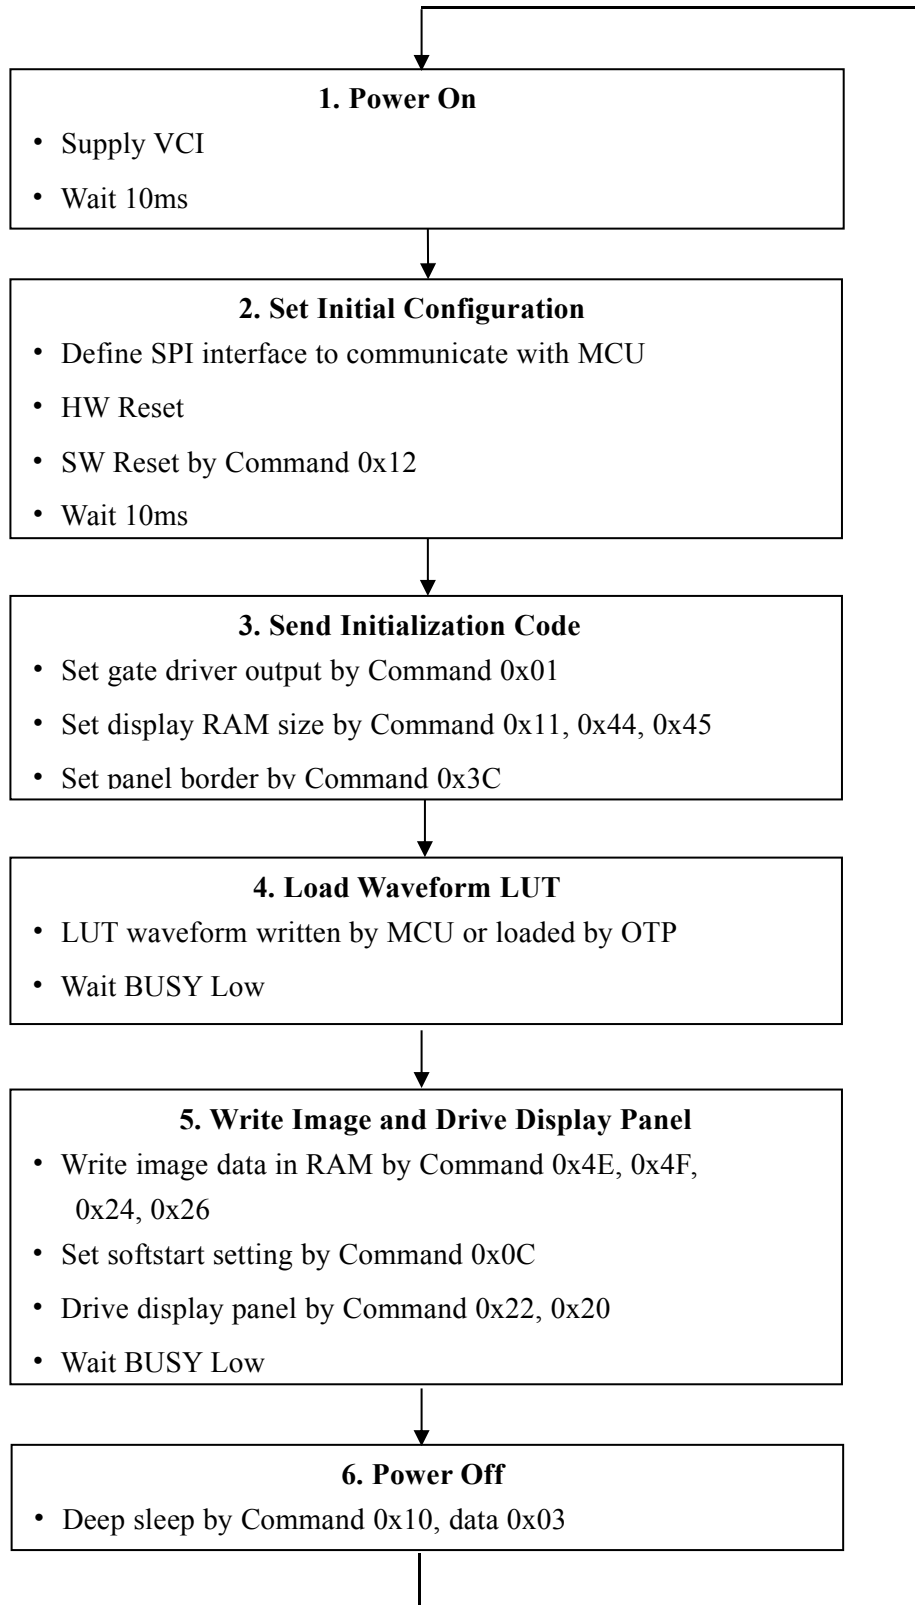 1. Power On
• Supply VCI
• Wait 10ms
2. Set Initial Configuration
• Define SPI interface to communicate with MCU
• HW Reset
• SW Reset by Command 0x12
• Wait 10ms
3. Send Initialization Code
• Set gate driver output by Command 0x01
• Set display RAM size by Command 0x11, 0x44, 0x45
• Set panel border by Command 0x3C
4. Load Waveform LUT
• LUT waveform written by MCU or loaded by OTP
• Wait BUSY Low
5. Write Image and Drive Display Panel
• Write image data in RAM by Command 0x4E, 0x4F,
0x24, 0x26
• Set softstart setting by Command 0x0C
• Drive display panel by Command 0x22, 0x20
• Wait BUSY Low
6. Power Off
• Deep sleep by Command 0x10, data 0x03